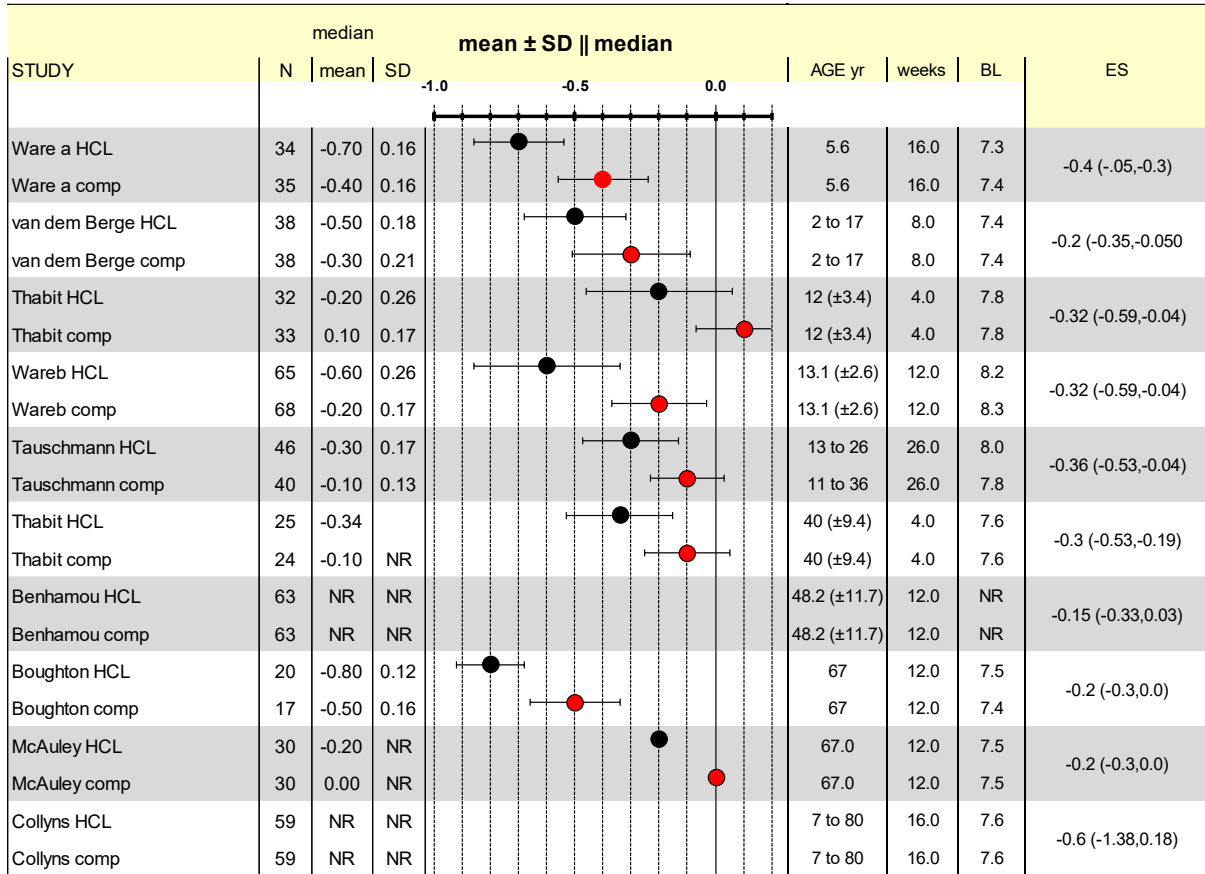 median
mean ± SD || median
STUDY N mean SD AGE yr weeks BL ES
-1.0 -0.5 0.0
Ware a HCL 34 -0.70 0.16 5.6 16.0 7.3
-0.4 (-.05,-0.3)
Ware a comp 35 -0.40 0.16 5.6 16.0 7.4
van dem Berge HCL 38 -0.50 0.18 2 to 17 8.0 7.4
-0.2 (-0.35,-0.050
van dem Berge comp 38 -0.30 0.21 2 to 17 8.0 7.4
Thabit HCL 32 -0.20 0.26 12 (±3.4) 4.0 7.8
-0.32 (-0.59,-0.04)
Thabit comp 33 0.10 0.17 12 (±3.4) 4.0 7.8
Wareb HCL 65 -0.60 0.26 13.1 (±2.6) 12.0 8.2
-0.32 (-0.59,-0.04)
Wareb comp 68 -0.20 0.17 13.1 (±2.6) 12.0 8.3
Tauschmann HCL 46 -0.30 0.17 13 to 26 26.0 8.0
-0.36 (-0.53,-0.04)
Tauschmann comp 40 -0.10 0.13 11 to 36 26.0 7.8
Thabit HCL 25 -0.34 40 (±9.4) 4.0 7.6
-0.3 (-0.53,-0.19)
Thabit comp 24 -0.10 NR 40 (±9.4) 4.0 7.6
Benhamou HCL 63 NR NR 48.2 (±11.7) 12.0 NR
-0.15 (-0.33,0.03)
Benhamou comp 63 NR NR 48.2 (±11.7) 12.0 NR
Boughton HCL 20 -0.80 0.12 67 12.0 7.5
-0.2 (-0.3,0.0)
Boughton comp 17 -0.50 0.16 67 12.0 7.4
McAuley HCL 30 -0.20 NR 67.0 12.0 7.5
-0.2 (-0.3,0.0)
McAuley comp 30 0.00 NR 67.0 12.0 7.5
Collyns HCL 59 NR NR 7 to 80 16.0 7.6
-0.6 (-1.38,0.18)
Collyns comp 59 NR NR 7 to 80 16.0 7.6